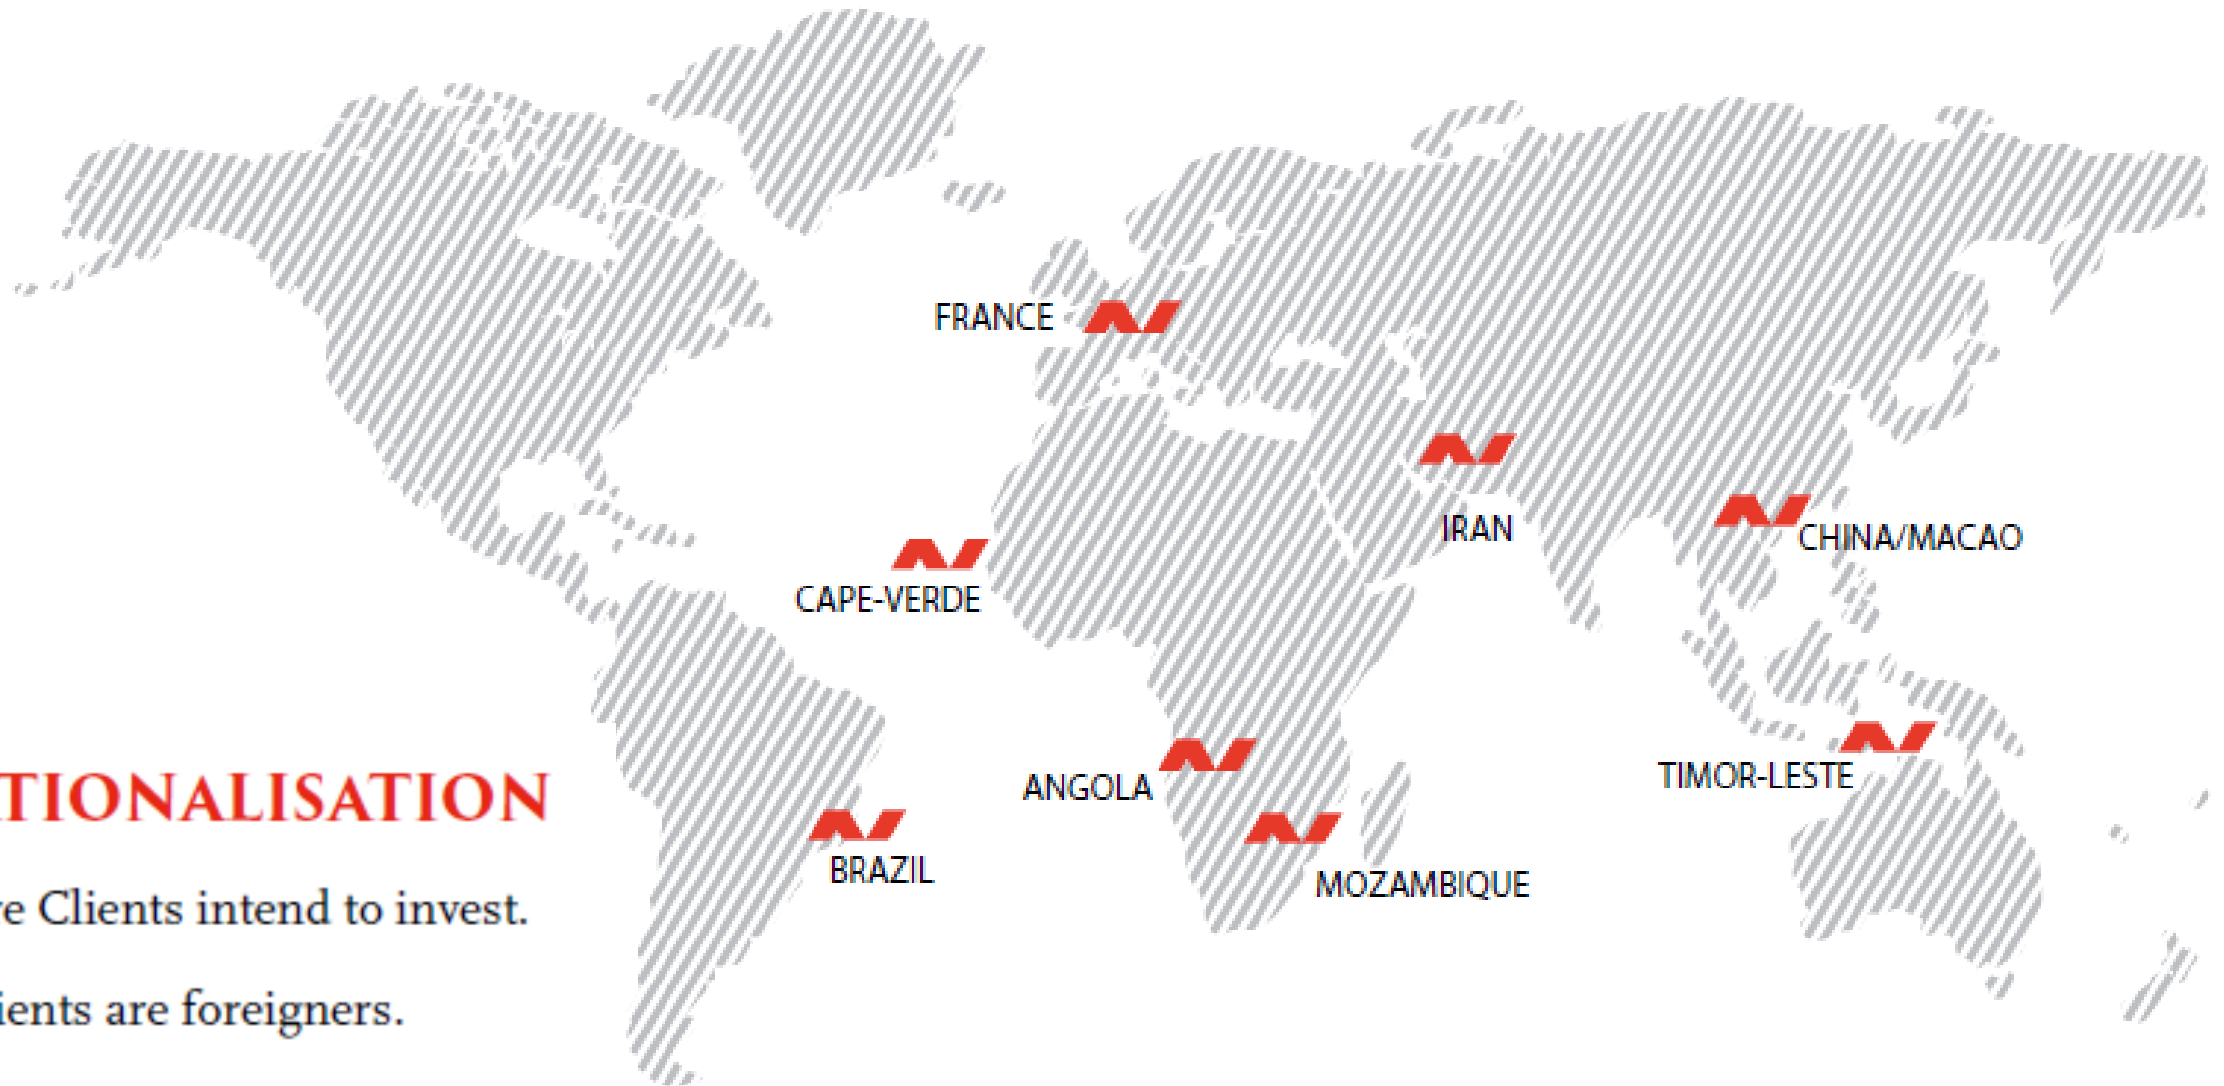 FRANCE
IRAN
CHINA/MACAO
CAPE-VERDE
TIMOR-LESTE
ANGOLA
BRAZIL
MOZAMBIQUE
TIONALISATION
e Clients intend to invest.
ients are foreigners.